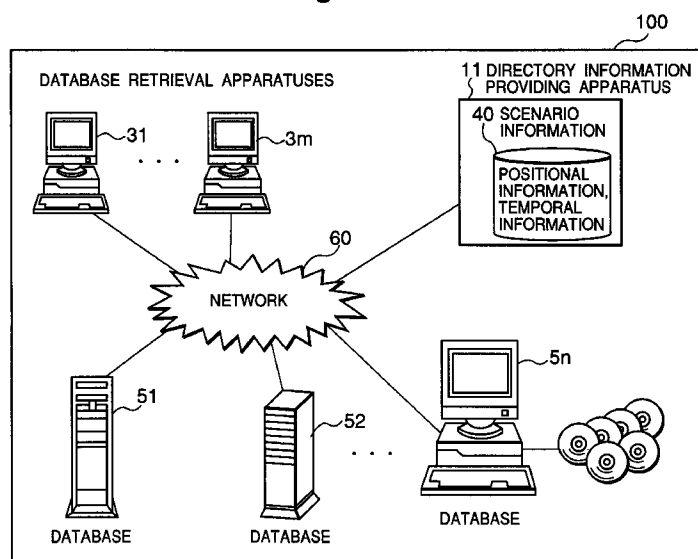 100
DATABASE RETRIEVAL APPARATUSES
11 DIRECTORY INFORMATION
PROVIDING APPARATUS
31
. . .
3m
40 SCENARIO
INFORMATION
POSITIONAL
INFORMATION,
TEMPORAL
INFORMATION
60
NETWORK
51
52
. . .
5n
DATABASE
DATABASE
DATABASE